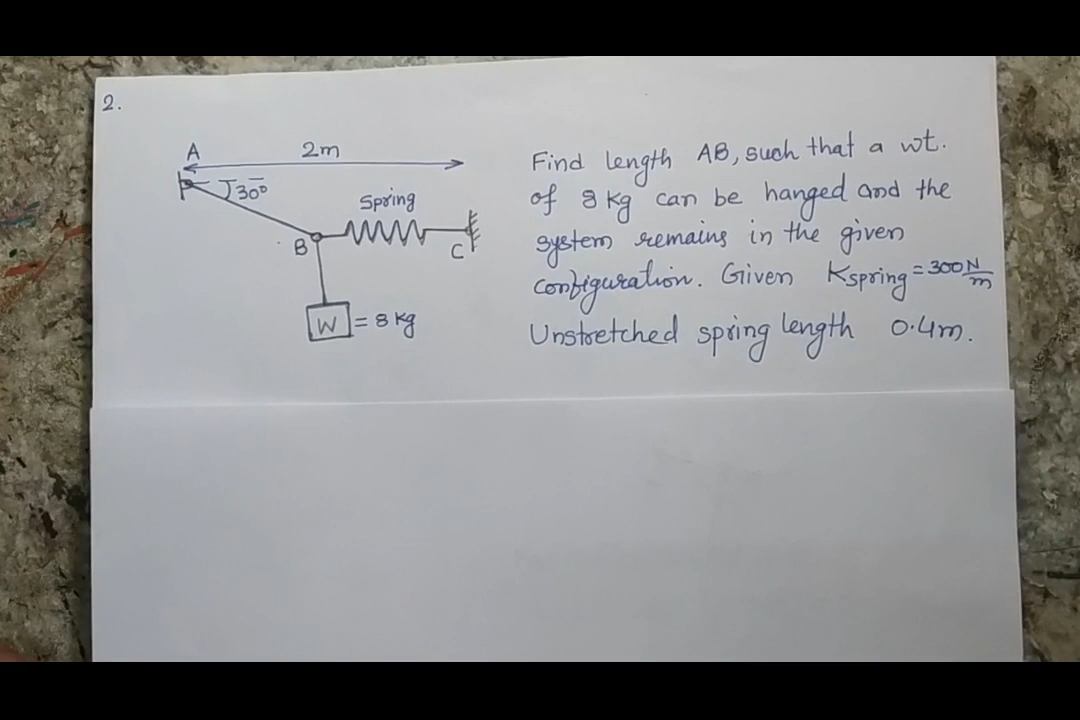 2.
A
2m
30°
Spring
B
C
W = 8 kg
Find length AB, such that a wt.
of 8 kg can be hanged and the
system remains in the given
configuration. Given Kspring = 300 N/m
Unstretched spring length 0.4m.